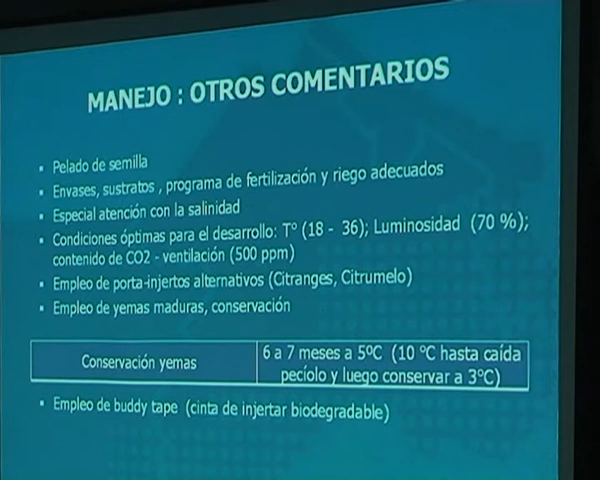 MANEJO : OTROS COMENTARIOS
▪ Pelado de semilla
▪ Envases, sustratos , programa de fertilización y riego adecuados
▪ Especial atención con la salinidad
▪ Condiciones óptimas para el desarrollo: Tº (18 - 36); Luminosidad (70 %);
contenido de CO2 - ventilación (500 ppm)
▪ Empleo de porta-injertos alternativos (Citranges, Citrumelo)
▪ Empleo de yemas maduras, conservación
Conservación yemas
6 a 7 meses a 5ºC (10 ºC hasta caída
pecíolo y luego conservar a 3ºC)
▪ Empleo de buddy tape (cinta de injertar biodegradable)